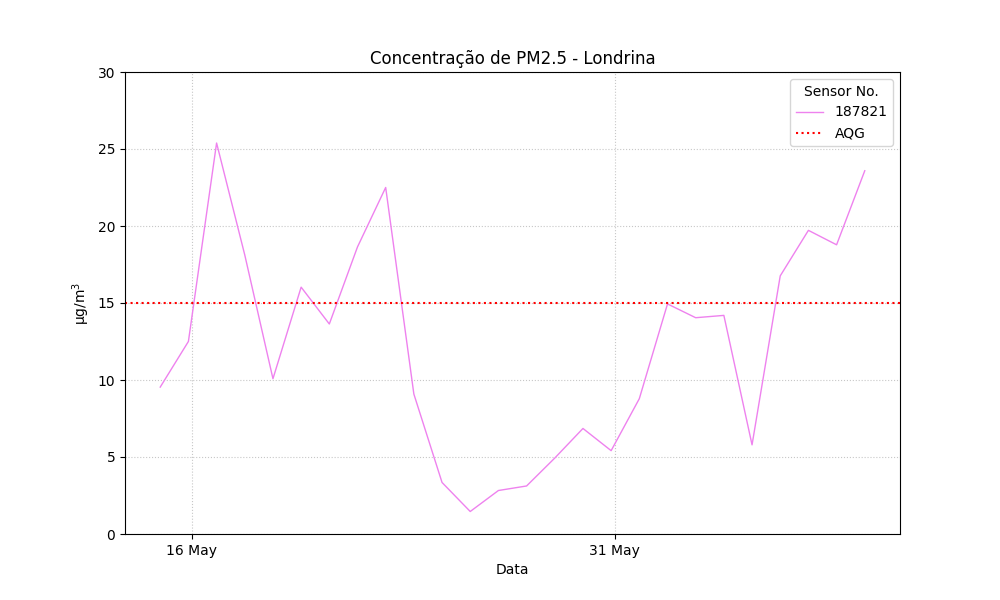 Concentração de PM2.5 - Londrina
Sensor No.
187821
AQG
30
25
20
15
10
5
0
µg/m³
16 May
31 May
Data